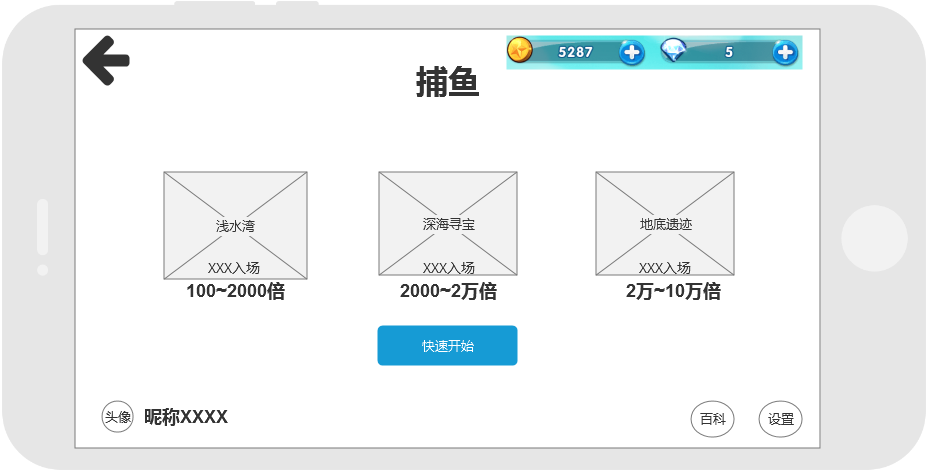 5287
5
捕鱼
浅水湾
深海寻宝
地底遗迹
XXX入场
XXX入场
XXX入场
100~2000倍
2000~2万倍
2万~10万倍
快速开始
头像
昵称XXXX
百科
设置